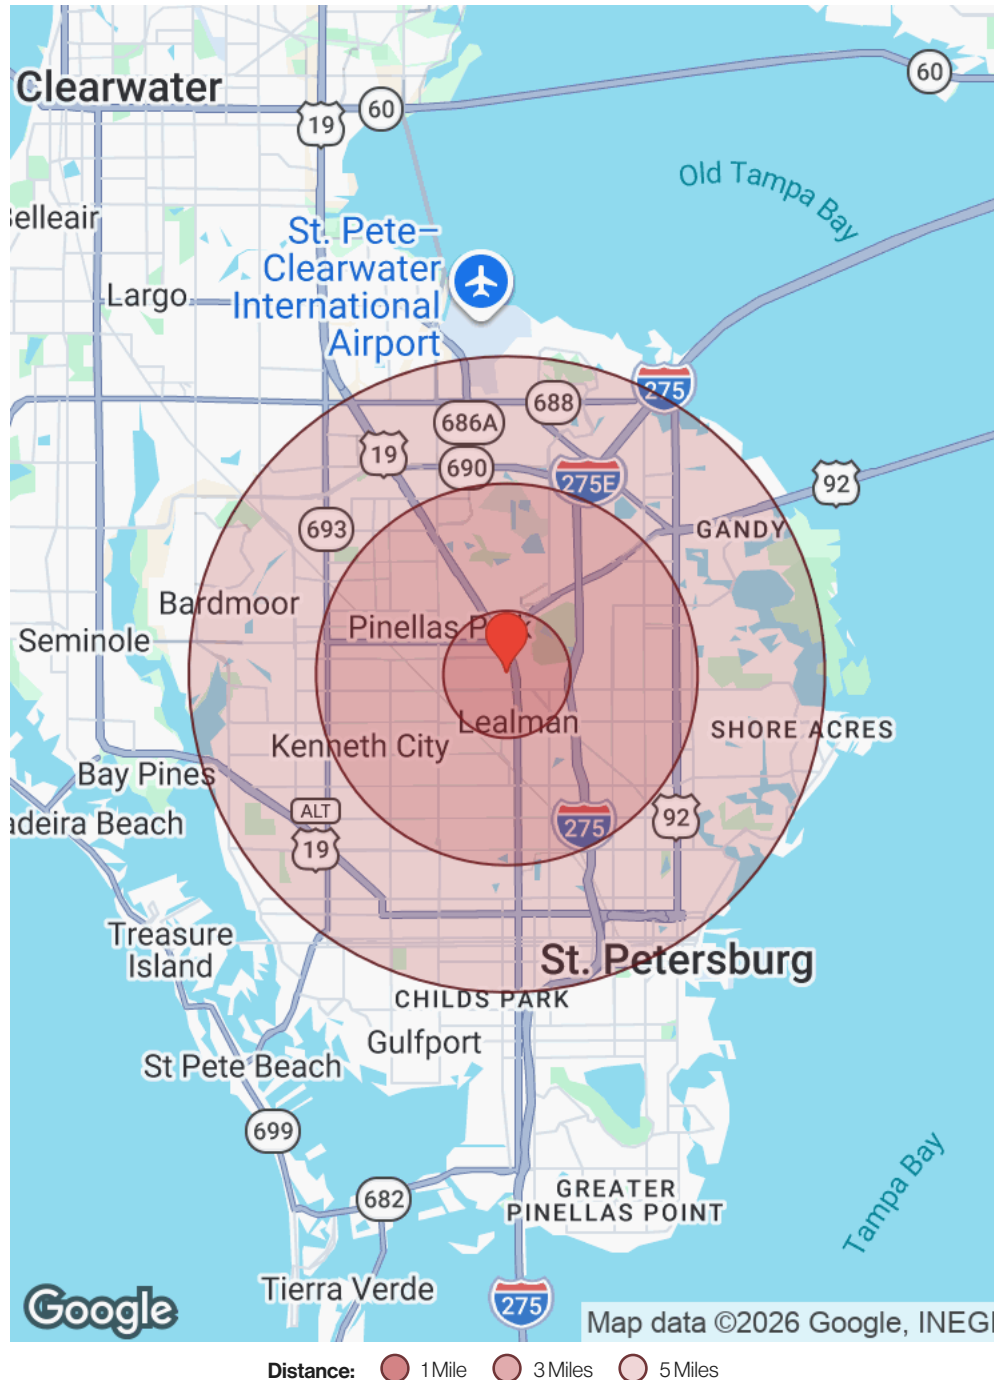 Clearwater
19
60
60
Old Tampa Bay
Belleair
St. Pete–
Clearwater
International
Airport
Largo
275
688
686A
19
690
275E
92
693
GANDY
Bardmoor
Pinellas Park
Seminole
Lealman
SHORE ACRES
Kenneth City
Bay Pines
ALT
19
275
92
adeira Beach
Treasure
Island
St. Petersburg
CHILDS PARK
Gulfport
St Pete Beach
699
682
GREATER
PINELLAS POINT
Tampa Bay
Tierra Verde
275
Google
Map data ©2026 Google, INEGI
Distance: 1 Mile 3 Miles 5 Miles